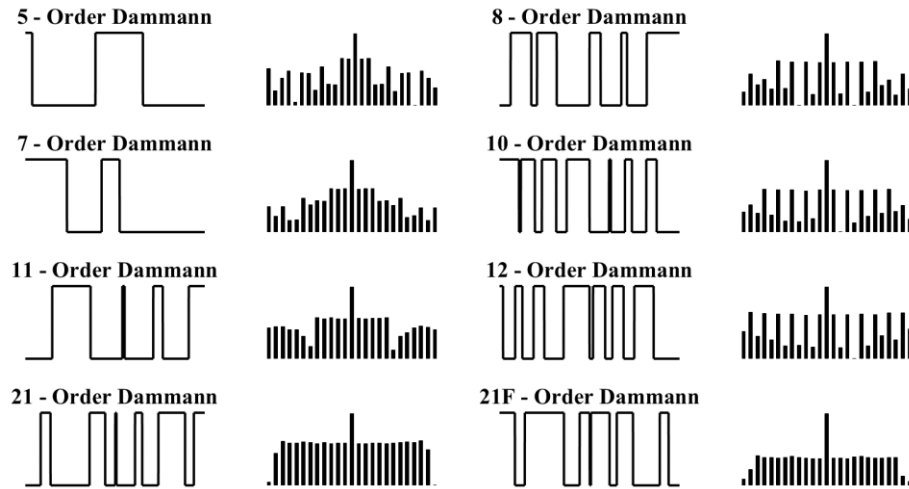 5 - Order Dammann
8 - Order Dammann
7 - Order Dammann
10 - Order Dammann
11 - Order Dammann
12 - Order Dammann
21 - Order Dammann
21F - Order Dammann